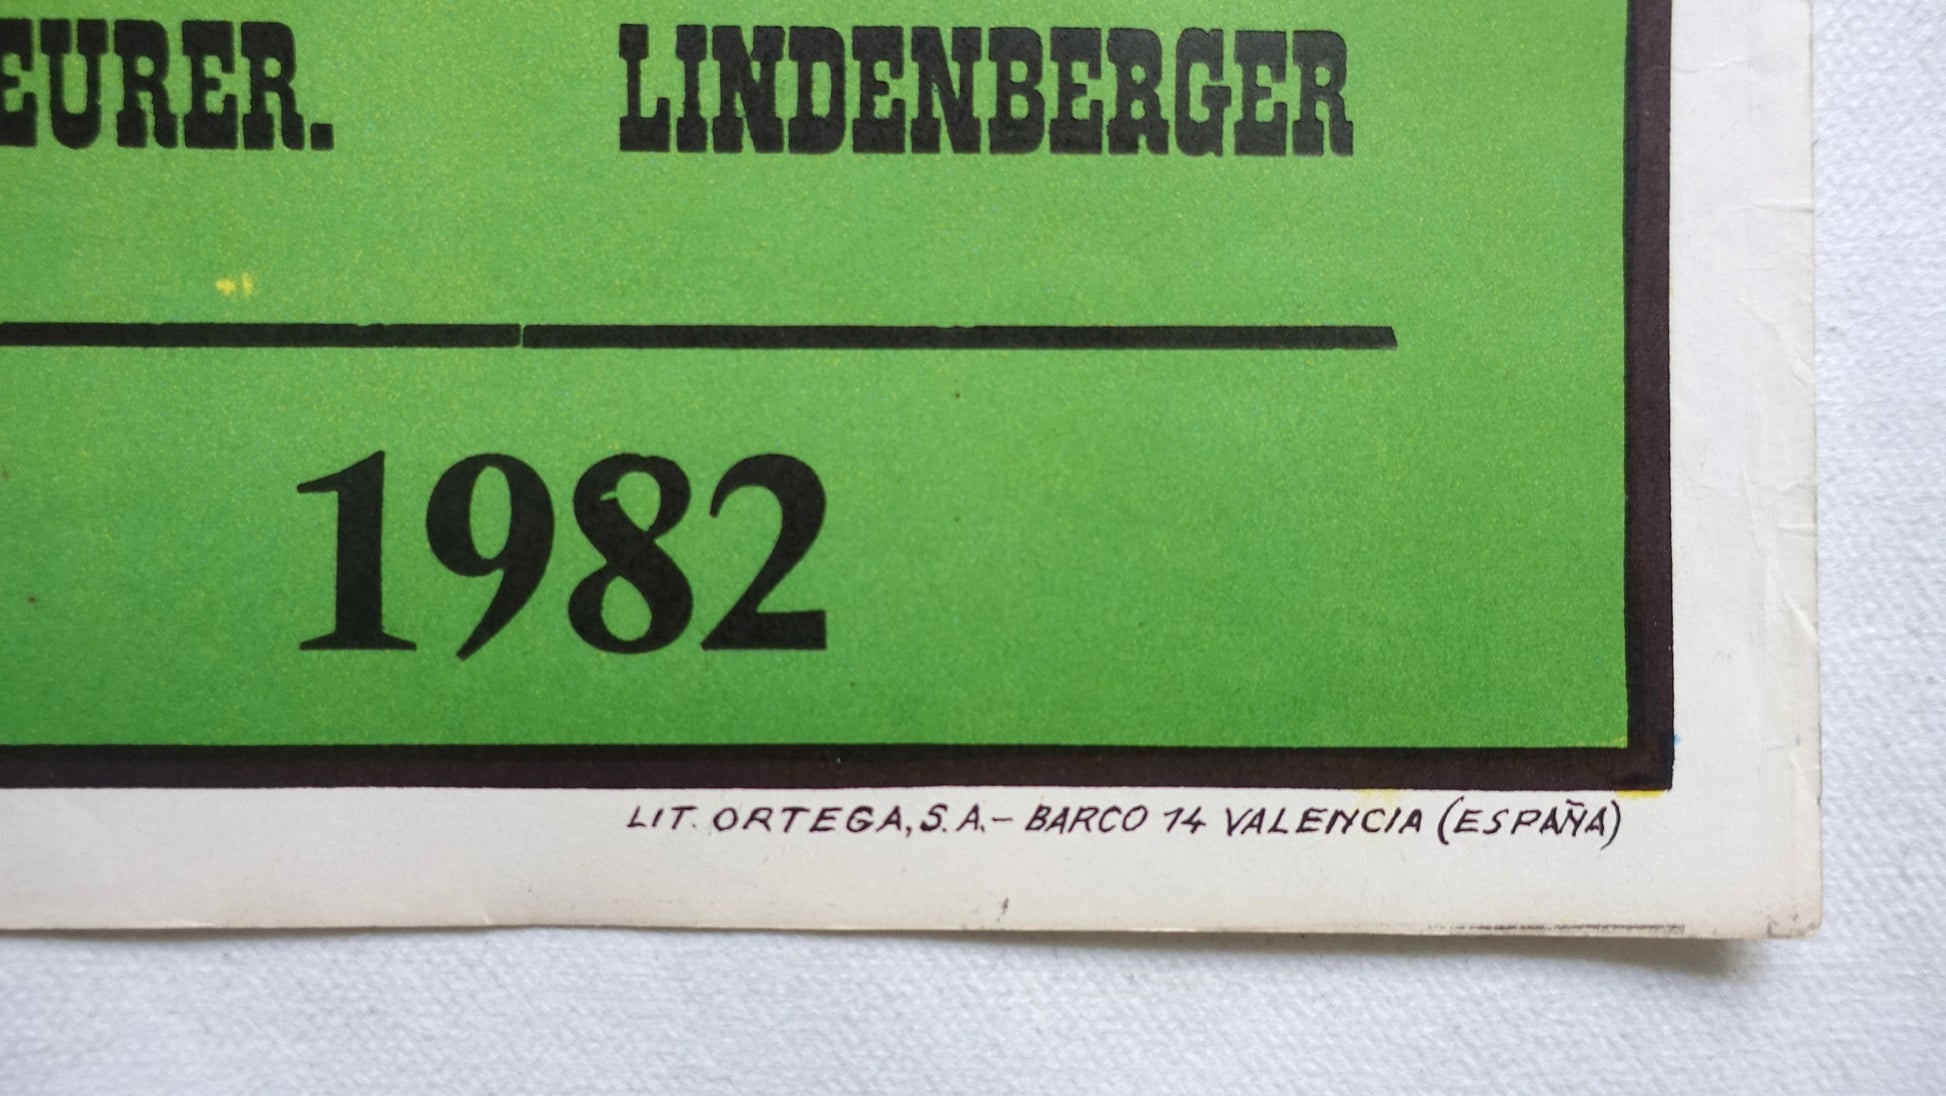 EURER. LINDENBERGER
1982
LIT. ORTEGA, S.A.- BARCO 14 VALENCIA (ESPAÑA)